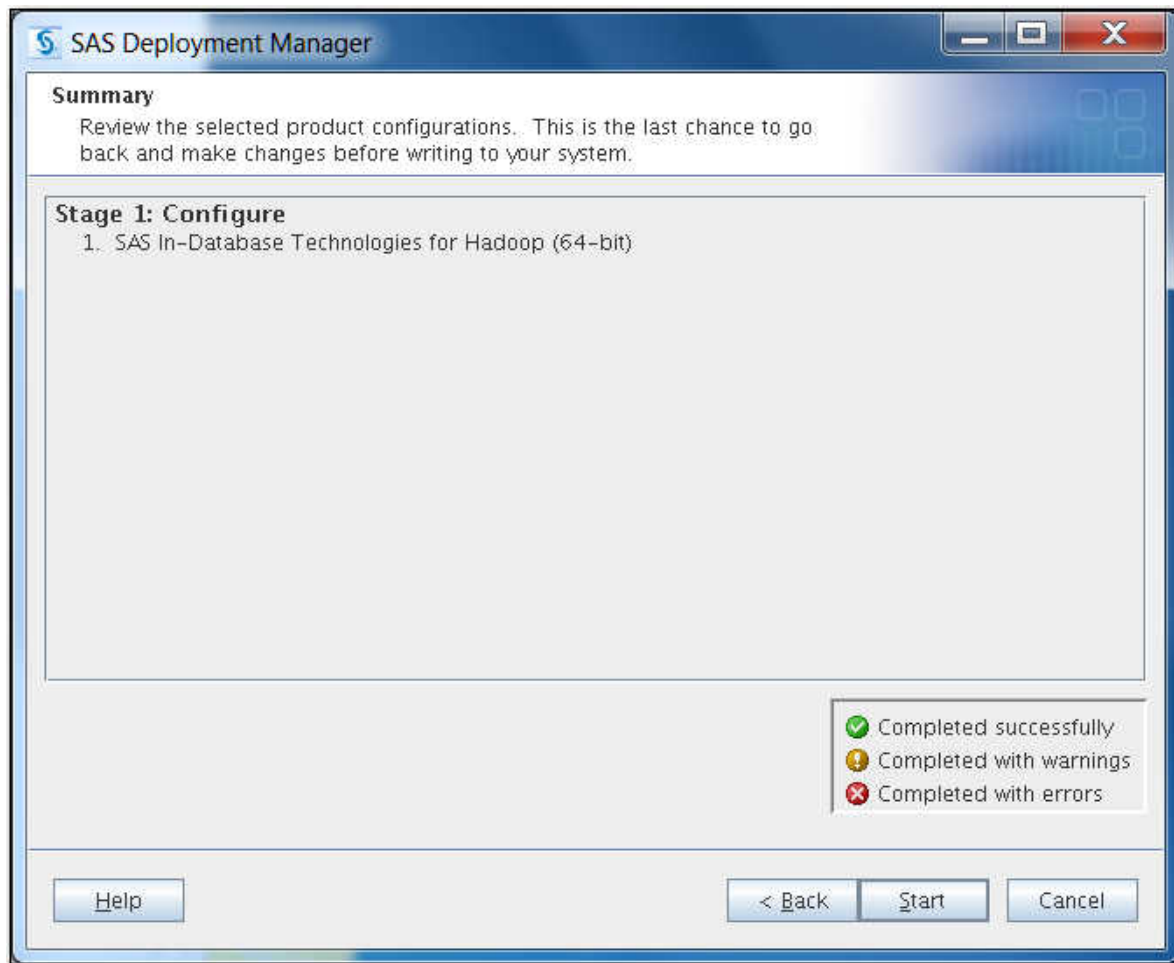 SAS Deployment Manager
Summary
Review the selected product configurations. This is the last chance to go
back and make changes before writing to your system.
Stage 1: Configure
1. SAS In-Database Technologies for Hadoop (64-bit)
Completed successfully
Completed with warnings
Completed with errors
Help
< Back
Start
Cancel